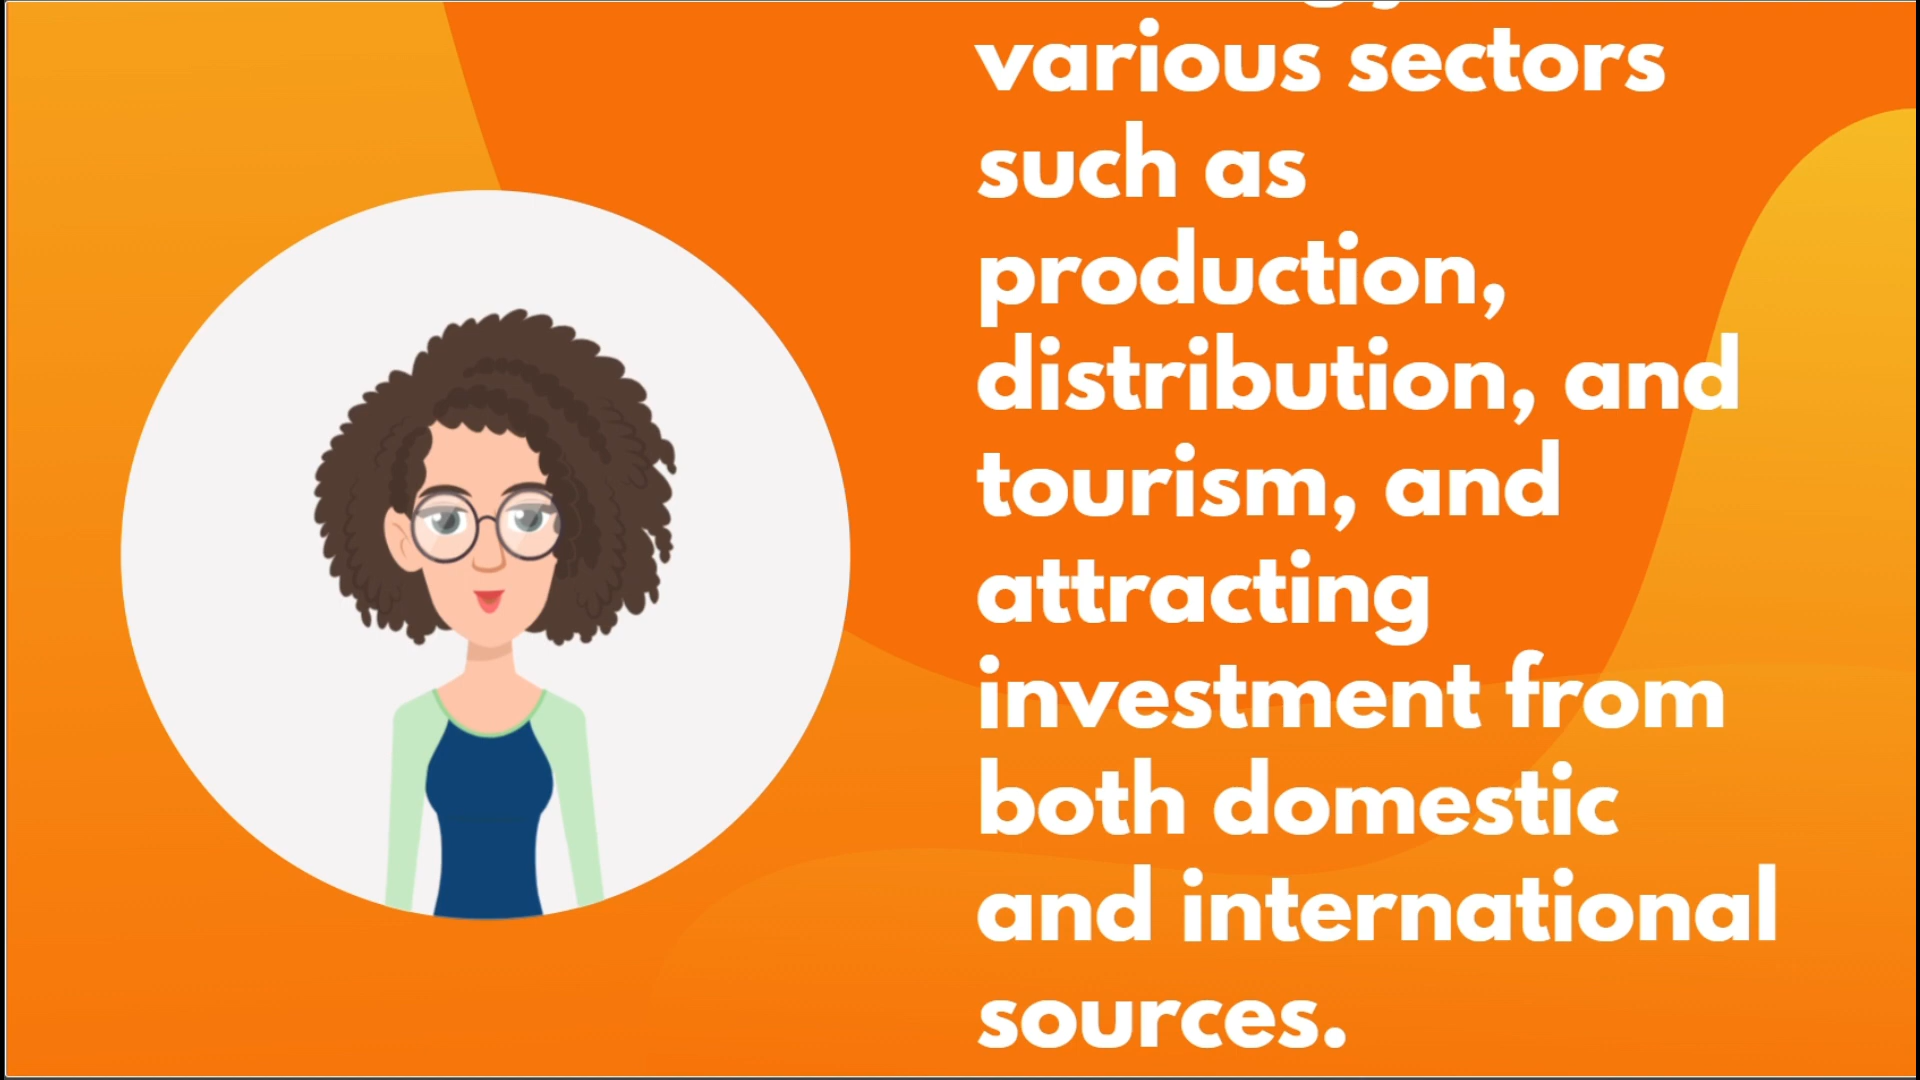 various sectors
such as
production,
distribution, and
tourism, and
attracting
investment from
both domestic
and international
sources.